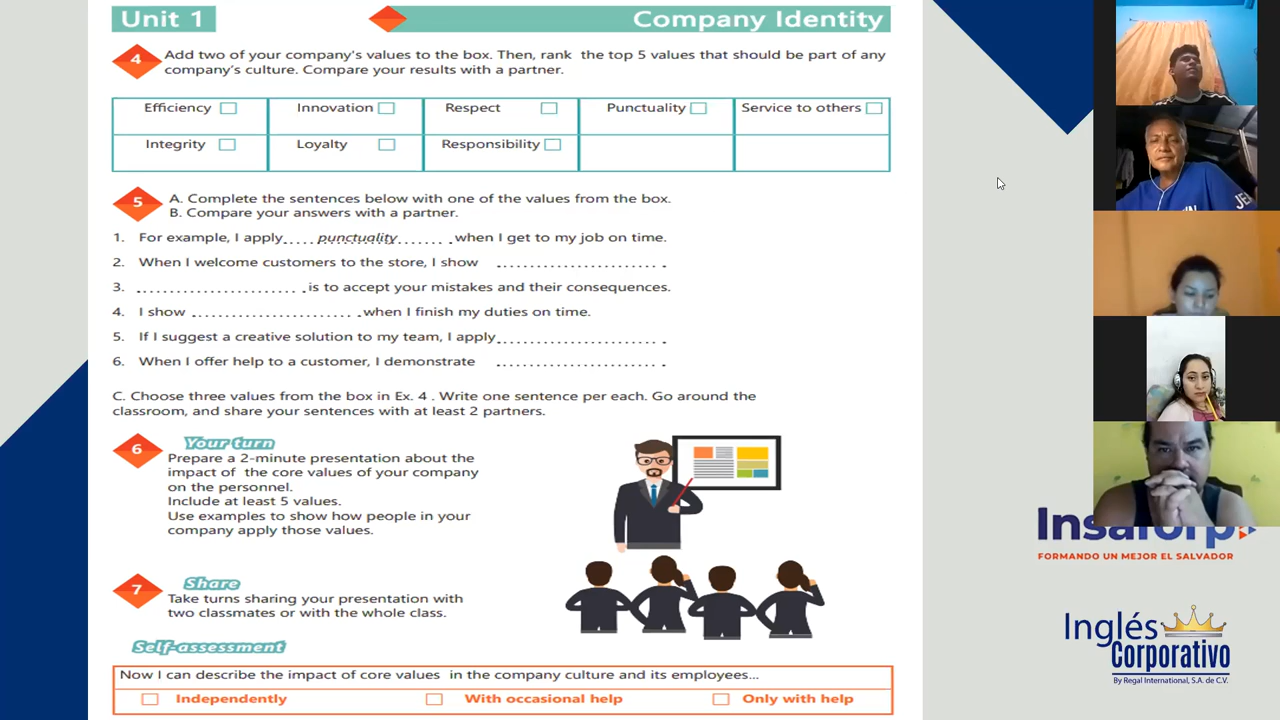 Unit 1
Company Identity
4
Add two of your company's values to the box. Then, rank the top 5 values that should be part of any
company's culture. Compare your results with a partner.
Efficiency Innovation Respect Punctuality Service to others
Integrity Loyalty Responsibility
5
A. Complete the sentences below with one of the values from the box.
B. Compare your answers with a partner.
1. For example, I apply.....punctuality....... .when I get to my job on time.
2. When I welcome customers to the store, I show ...................... .
3. ...................... .is to accept your mistakes and their consequences.
4. I show ...................... .when I finish my duties on time.
5. If I suggest a creative solution to my team, I apply...................... .
6. When I offer help to a customer, I demonstrate ...................... .
C. Choose three values from the box in Ex. 4 . Write one sentence per each. Go around the
classroom, and share your sentences with at least 2 partners.
6
Your turn
Prepare a 2-minute presentation about the
impact of the core values of your company
on the personnel.
Include at least 5 values.
Use examples to show how people in your
company apply those values.
7
Share
Take turns sharing your presentation with
two classmates or with the whole class.
Self-assessment
Now I can describe the impact of core values in the company culture and its employees...
Independently With occasional help Only with help
Insaforp
FORMANDO UN MEJOR EL SALVADOR
Inglés
Corporativo
By Regal International, S.A. de C.V.